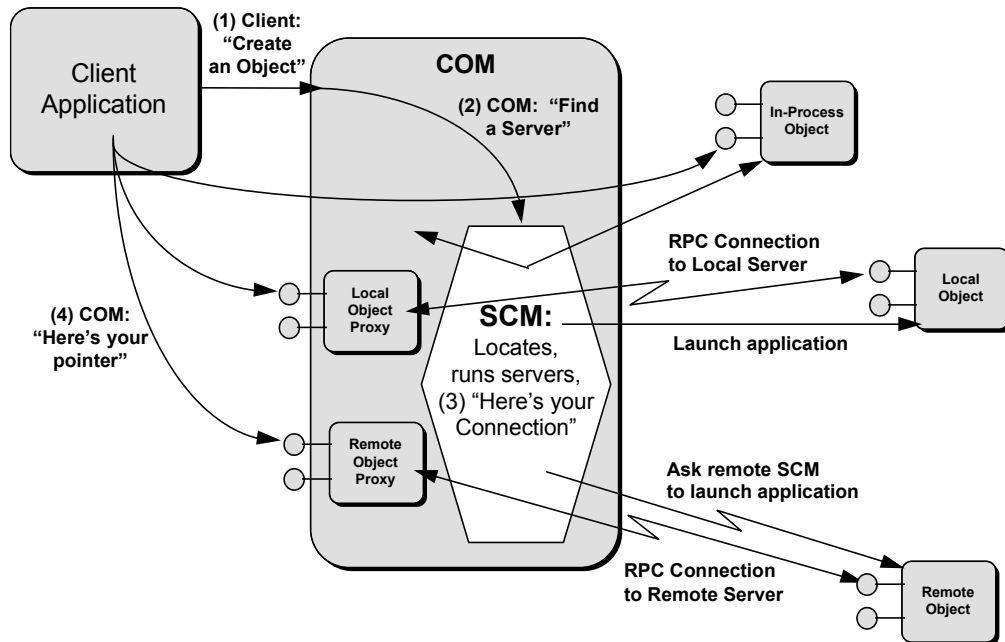 (1) Client:
“Create
an Object”
Client
Application
COM
(2) COM: “Find
a Server”
In-Process
Object
RPC Connection
to Local Server
Local
Object
Local
Object
Proxy
SCM:
Locates,
runs servers,
(3) “Here’s your
Connection”
Launch application
(4) COM:
“Here’s your
pointer”
Remote
Object
Proxy
Ask remote SCM
to launch application
RPC Connection
to Remote Server
Remote
Object